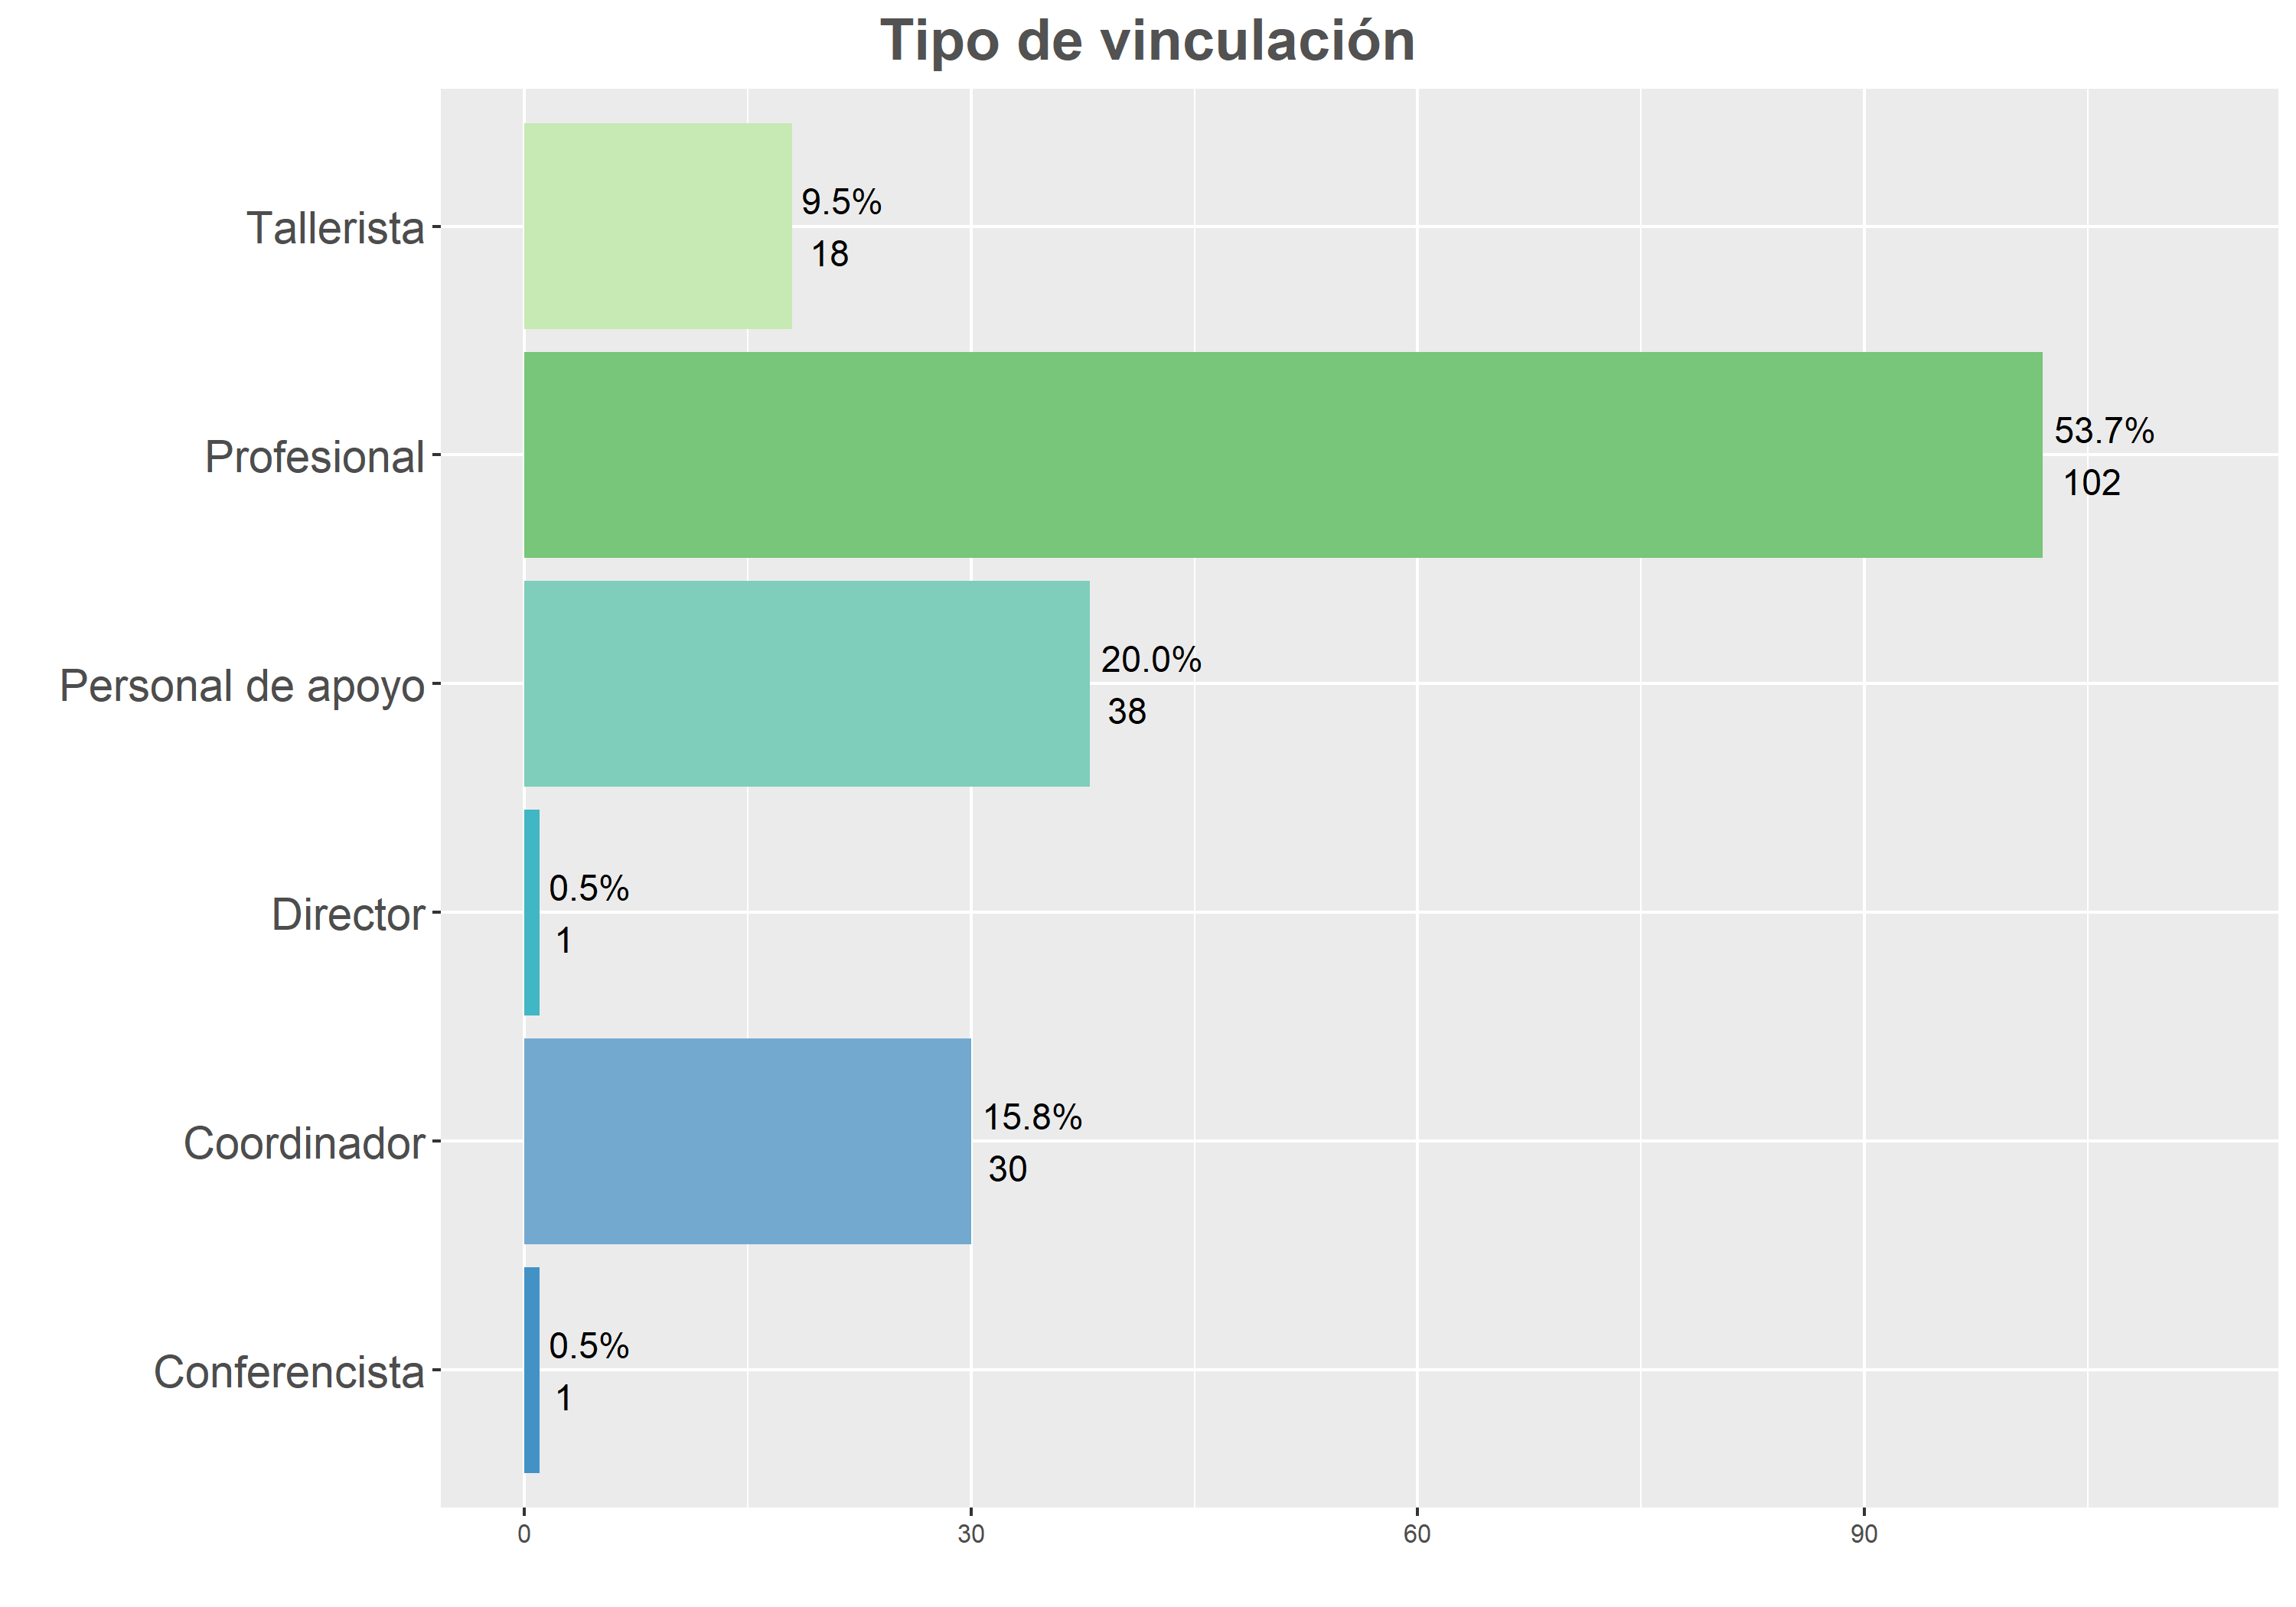 Tipo de vinculación
Tallerista
9.5%
18
Profesional
53.7%
102
Personal de apoyo
20.0%
38
Director
0.5%
1
Coordinador
15.8%
30
Conferencista
0.5%
1
0 30 60 90